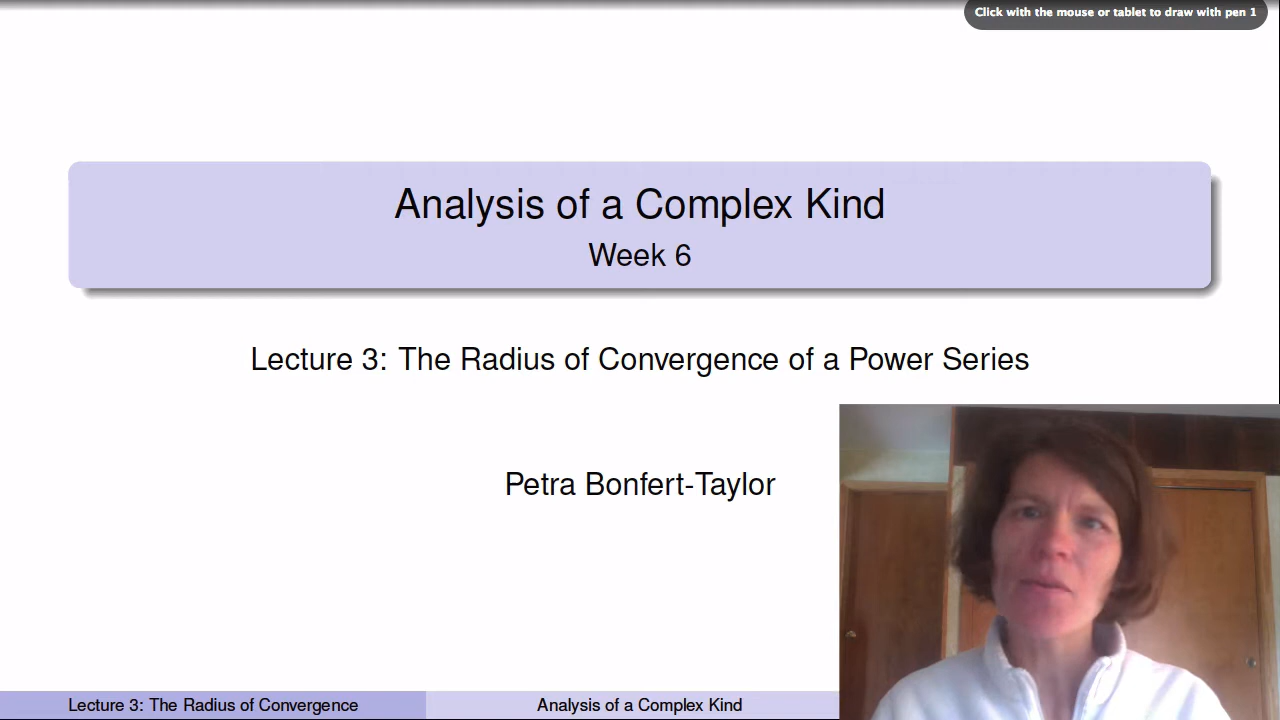 Click with the mouse or tablet to draw with pen 1
Analysis of a Complex Kind
Week 6
Lecture 3: The Radius of Convergence of a Power Series
Petra Bonfert-Taylor
Lecture 3: The Radius of Convergence
Analysis of a Complex Kind